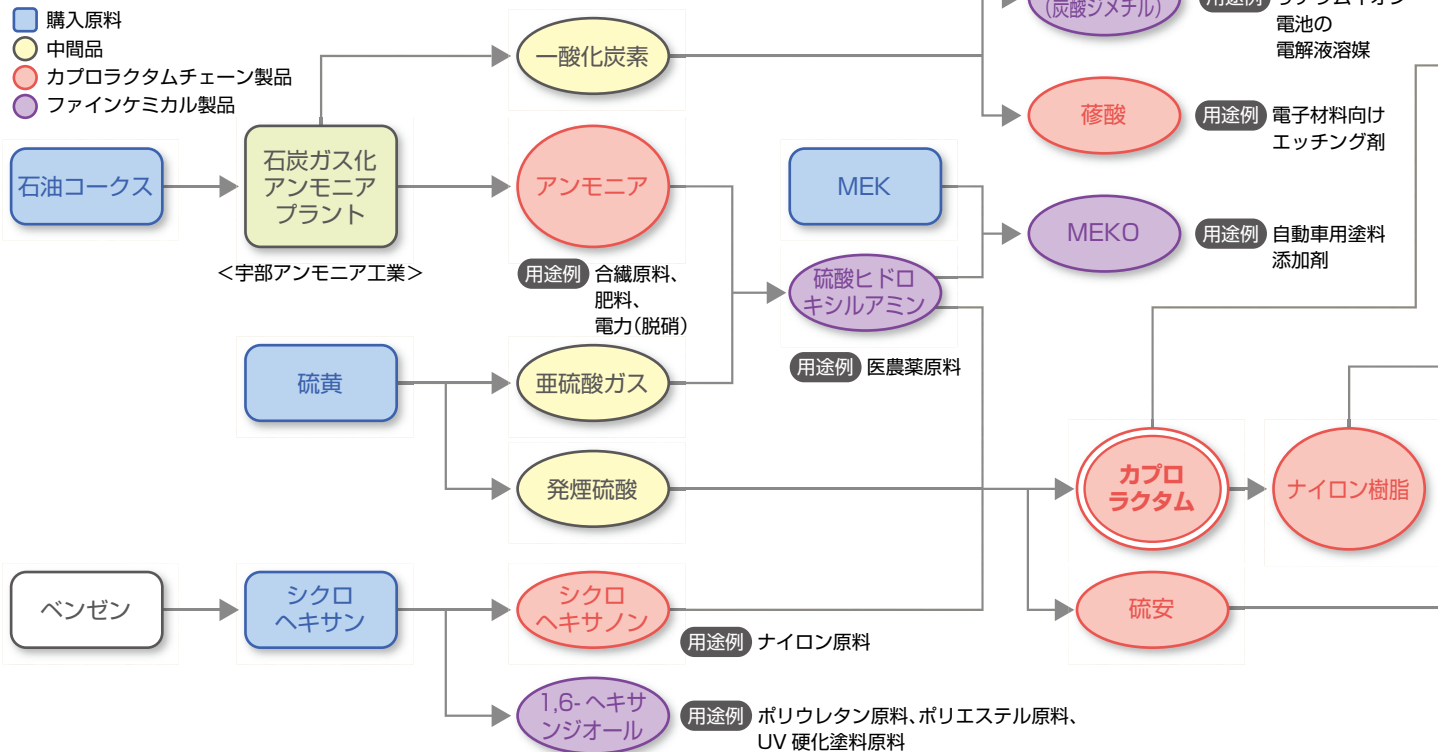 購入原料
中間品
カプロラクタムチェーン製品
ファインケミカル製品
一酸化炭素
(炭酸ジメチル)
用途例
電池の
電解液溶媒
蓚酸
用途例 電子材料向け
エッチング剤
石油コークス
石炭ガス化
アンモニア
プラント
<宇部アンモニア工業>
アンモニア
用途例 合繊原料、
肥料、
電力(脱硝)
MEK
MEKO
用途例 自動車用塗料
添加剤
硫酸ヒドロ
キシルアミン
用途例 医農薬原料
硫黄
亜硫酸ガス
発煙硫酸
カプロ
ラクタム
ナイロン樹脂
ベンゼン
シクロ
ヘキサン
シクロ
ヘキサノン
用途例 ナイロン原料
硫安
1,6-ヘキサ
ンジオール
用途例 ポリウレタン原料、ポリエステル原料、
UV 硬化塗料原料